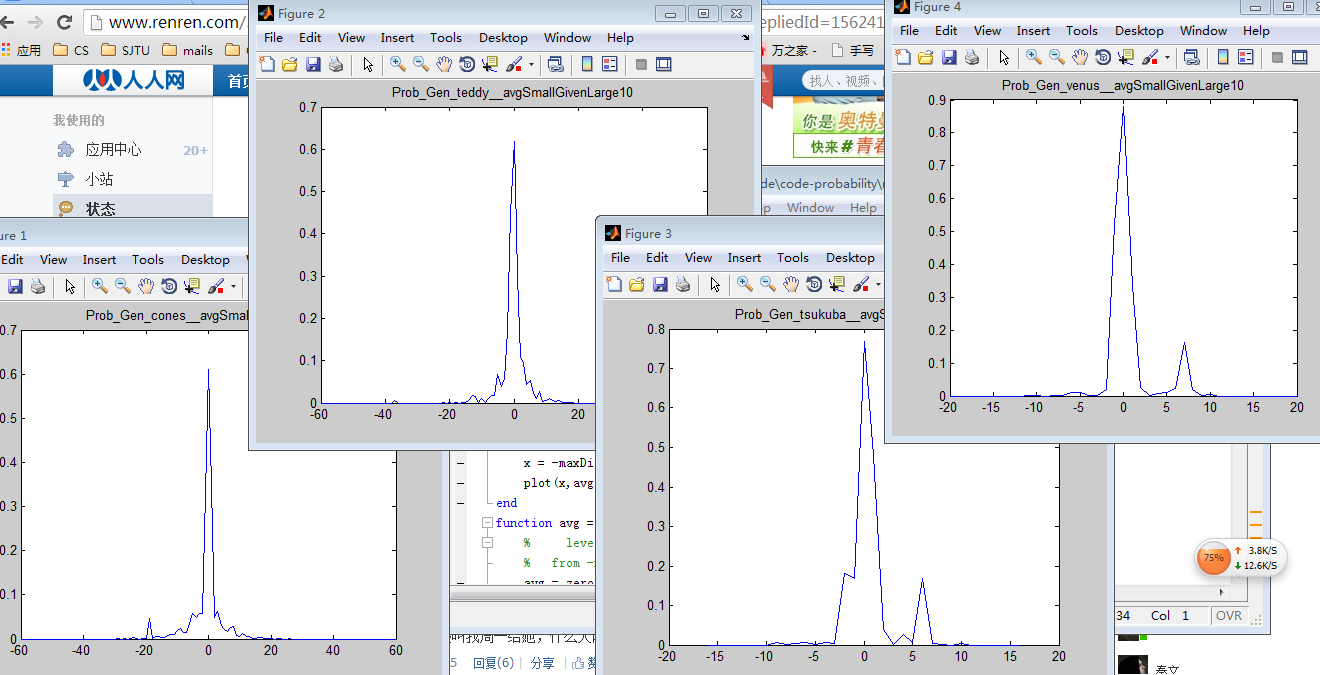 www.renren.com/
epliedId=156241
应用
CS
SJTU
mails
万之家 -
手写
人人网
首页
找人、视频、
我使用的
应用中心
20+
小站
状态
你是 奥特
快来#青春
Figure 2
File Edit View Insert Tools Desktop Window Help
Prob_Gen_teddy__avgSmallGivenLarge10
0.7
0.6
0.5
0.4
0.3
0.2
0.1
0
-60 -40 -20 0 20
Figure 4
File Edit View Insert Tools Desktop Window Help
Prob_Gen_venus__avgSmallGivenLarge10
0.9
0.8
0.7
0.6
0.5
0.4
0.3
0.2
0.1
0
-20 -15 -10 -5 0 5 10 15 20
de\code-probability\
p Window Help
ure 1
Edit View Insert Tools Desktop
Prob_Gen_cones__avgSmal
0.7
0.6
0.5
0.4
0.3
0.2
0.1
0
-60 -40 -20 0 20 40 60
Figure 3
File Edit View Insert Tools Desktop
Prob_Gen_tsukuba__avgS
0.8
0.7
0.6
0.5
0.4
0.3
0.2
0.1
0
-20 -15 -10 -5 0 5 10 15 20
x = -maxDi
plot(x,avg
end
function avg =
% leve
% from -
avg = zero
75%
3.8K/S
12.6K/S
34 Col 1 OVR
5 回复(6) 分享 赞
秦文